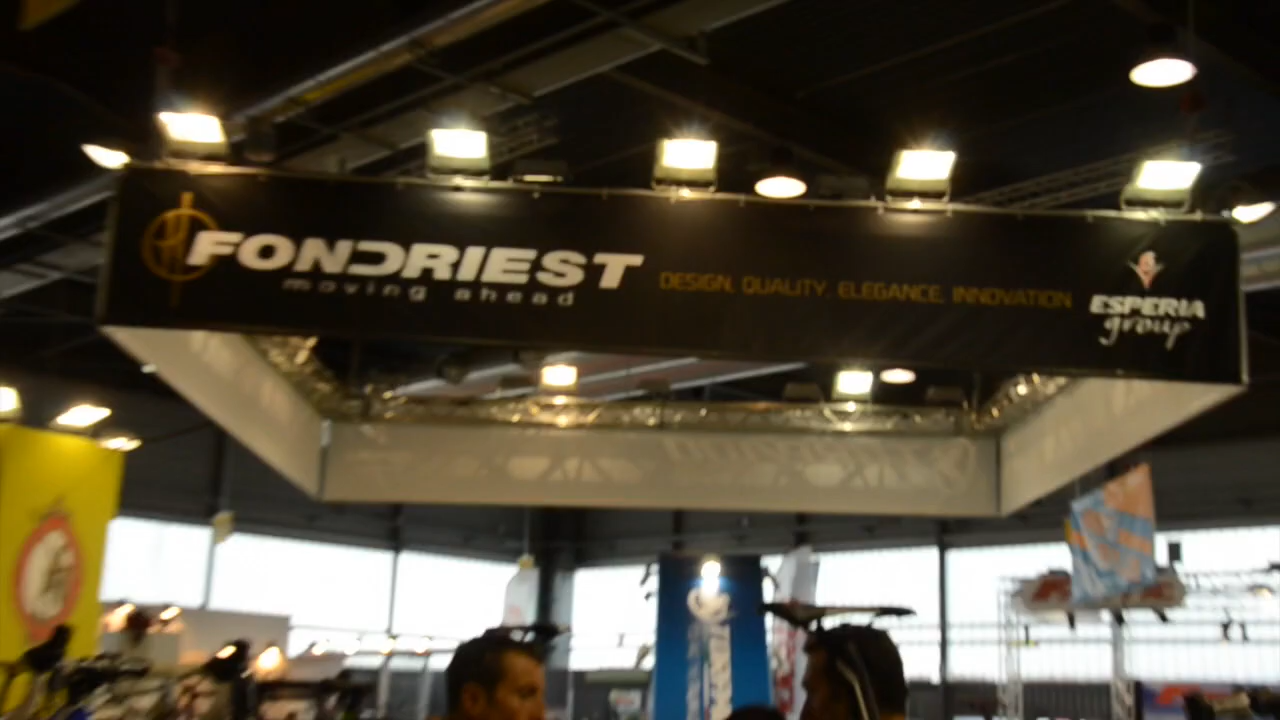 FONDRIEST
moving ahead
DESIGN, QUALITY, ELEGANCE, INNOVATION
ESPERIA
group